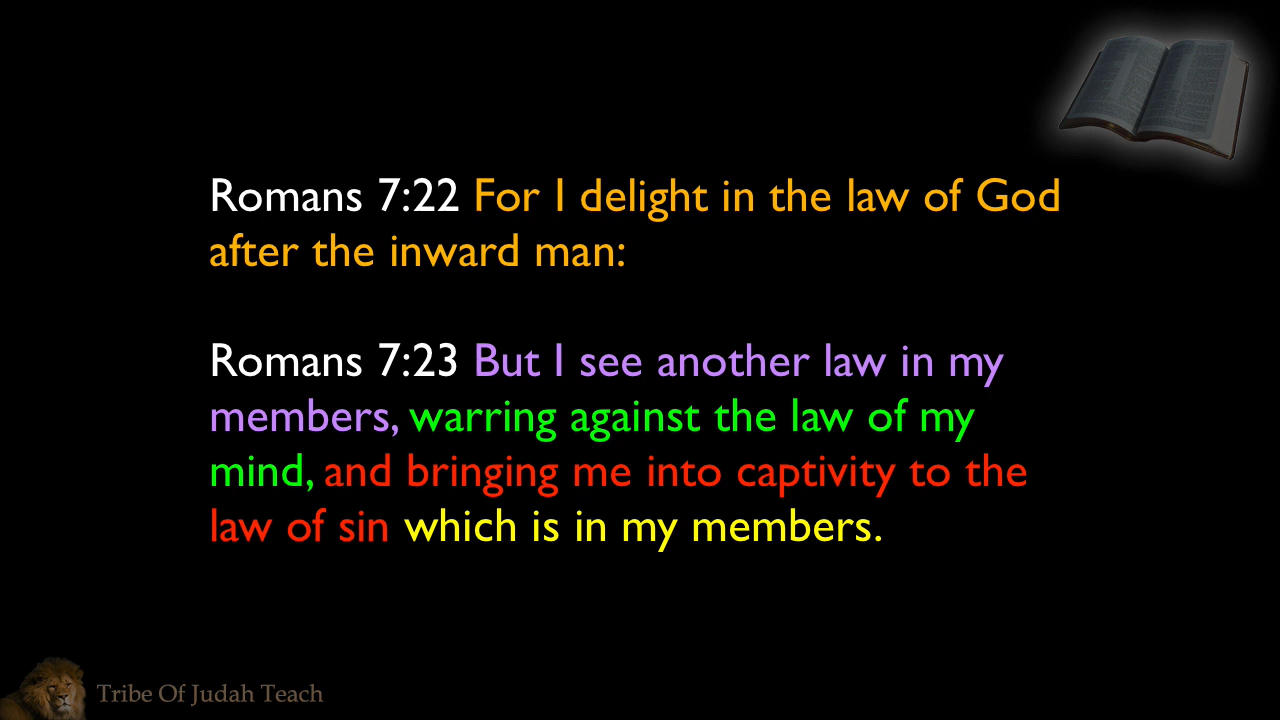 Romans 7:22 For I delight in the law of God
after the inward man:
Romans 7:23 But I see another law in my
members, warring against the law of my
mind, and bringing me into captivity to the
law of sin which is in my members.
Tribe Of Judah Teach